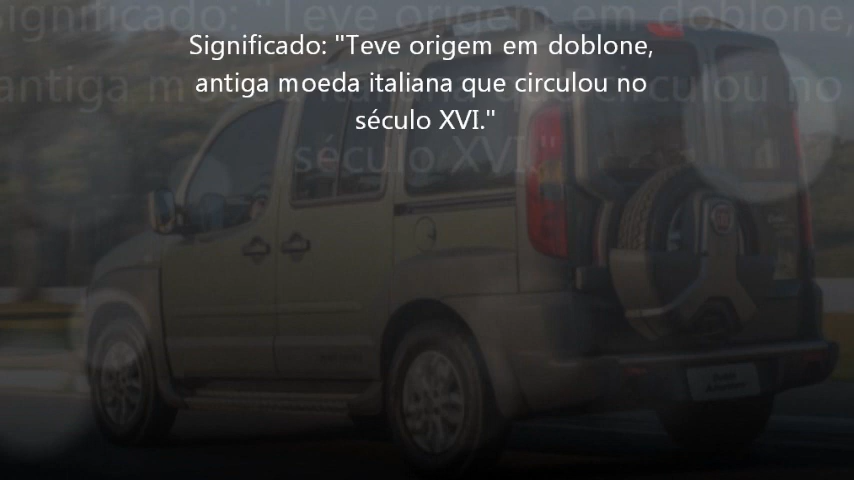 Significado: "Teve origem em doblone,
antiga moeda italiana que circulou no
século XVI."